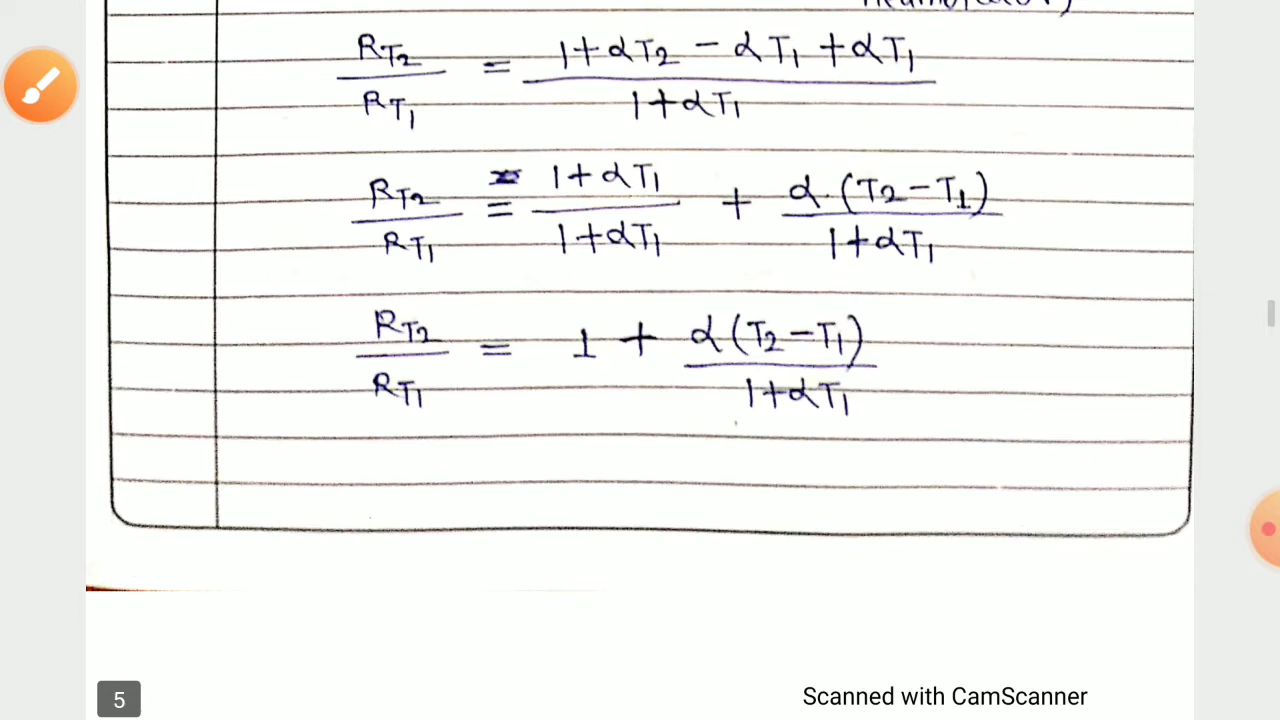 R_T2 / R_T1 = (1 + αT2 − αT1 + αT1) / (1 + αT1)
R_T2 / R_T1 = (1 + αT1) / (1 + αT1) + α.(T2 − T1) / (1 + αT1)
R_T2 / R_T1 = 1 + α(T2 − T1) / (1 + αT1)
5
Scanned with CamScanner